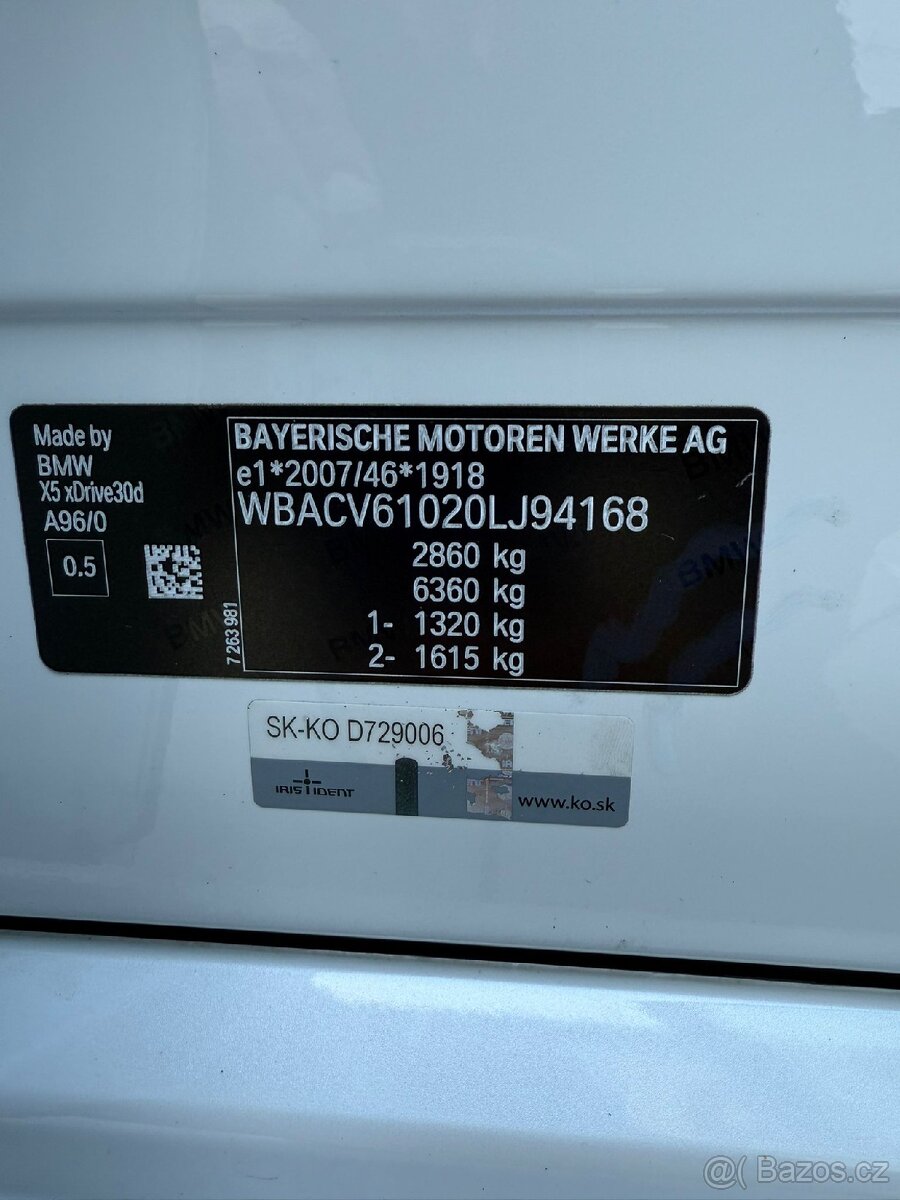 Made by
BMW
X5 xDrive30d
A96/0
0.5
7 263 981
BAYERISCHE MOTOREN WERKE AG
e1*2007/46*1918
WBACV61020LJ94168
2860 kg
6360 kg
1- 1320 kg
2- 1615 kg
SK-KO D729006
IRIS IDENT
www.ko.sk
@( Bazos.cz